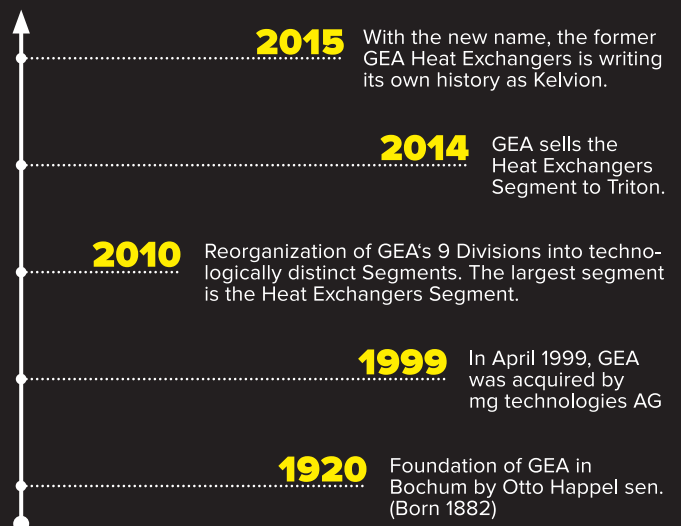 2015
With the new name, the former
GEA Heat Exchangers is writing
its own history as Kelvion.
2014
GEA sells the
Heat Exchangers
Segment to Triton.
2010
Reorganization of GEA‘s 9 Divisions into techno-
logically distinct Segments. The largest segment
is the Heat Exchangers Segment.
1999
In April 1999, GEA
was acquired by
mg technologies AG
1920
Foundation of GEA in
Bochum by Otto Happel sen.
(Born 1882)